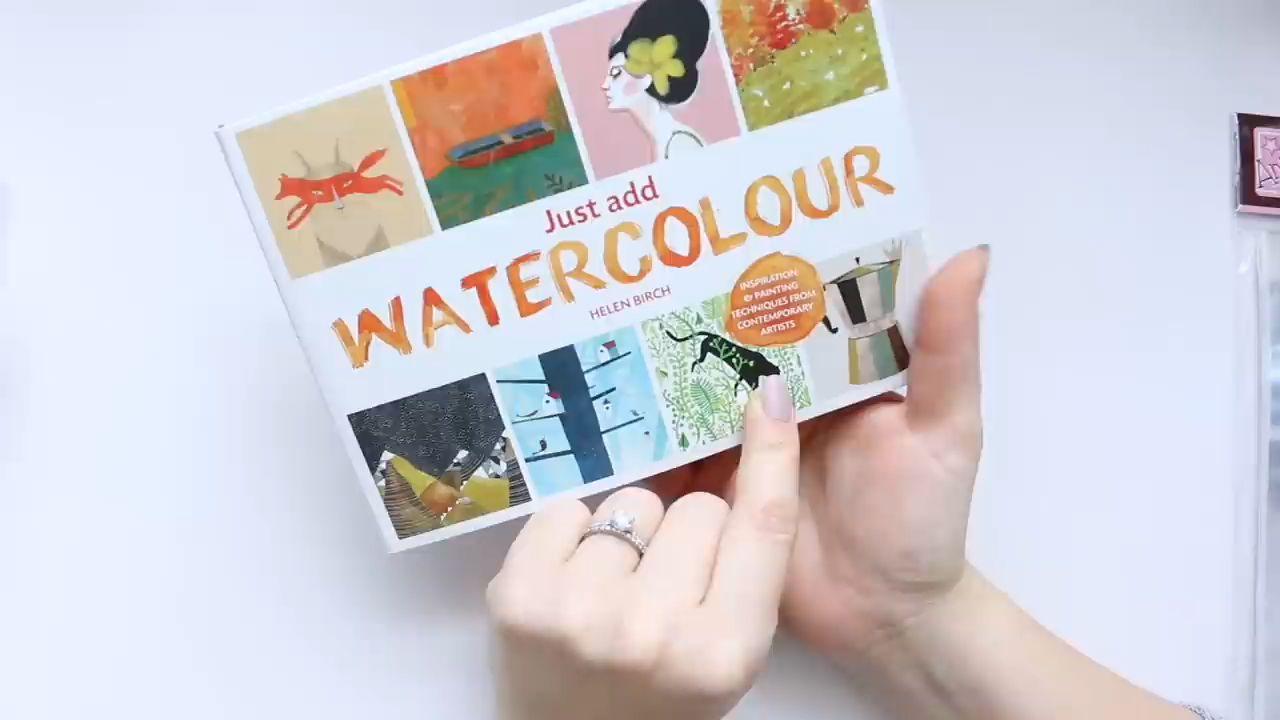 Just add
WATERCOLOUR
HELEN BIRCH
INSPIRATION
& PAINTING
TECHNIQUES FROM
CONTEMPORARY
ARTISTS